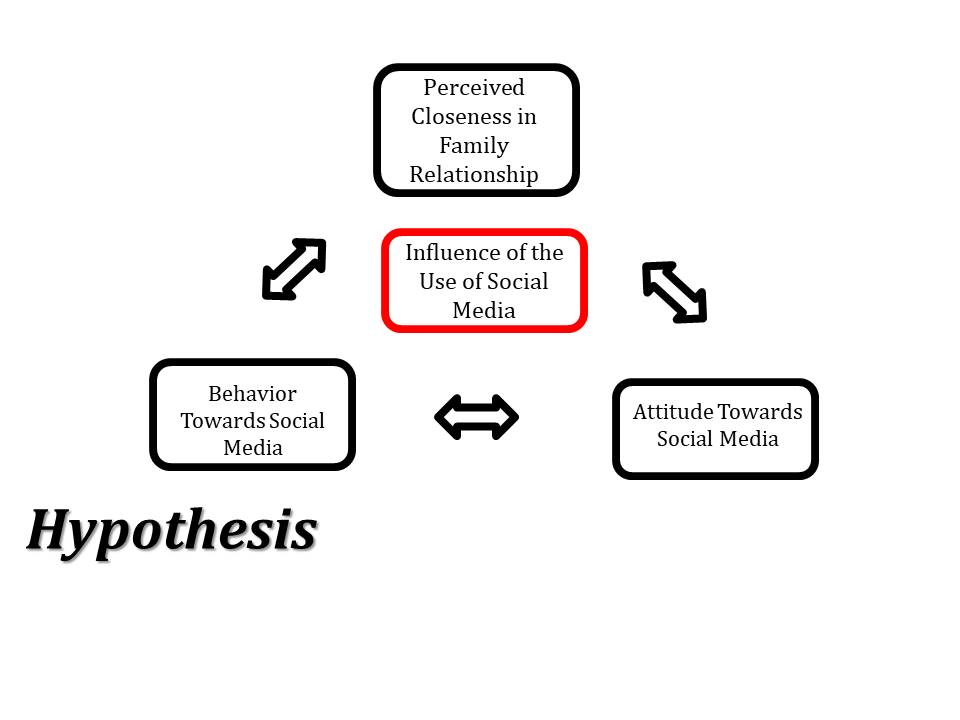 Perceived
Closeness in
Family
Relationship
Influence of the
Use of Social
Media
Behavior
Towards Social
Media
Attitude Towards
Social Media
Hypothesis